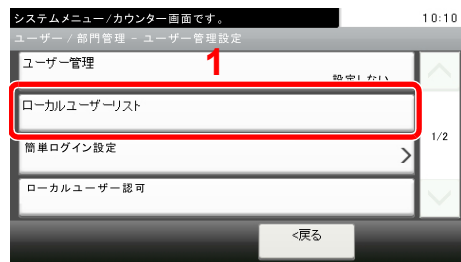 システムメニュー/カウンター画面です。
10:10
ユーザー/部門管理 - ユーザー管理設定
1
ユーザー管理
設定しない
ローカルユーザーリスト
1/2
簡単ログイン設定
ローカルユーザー認可
<戻る